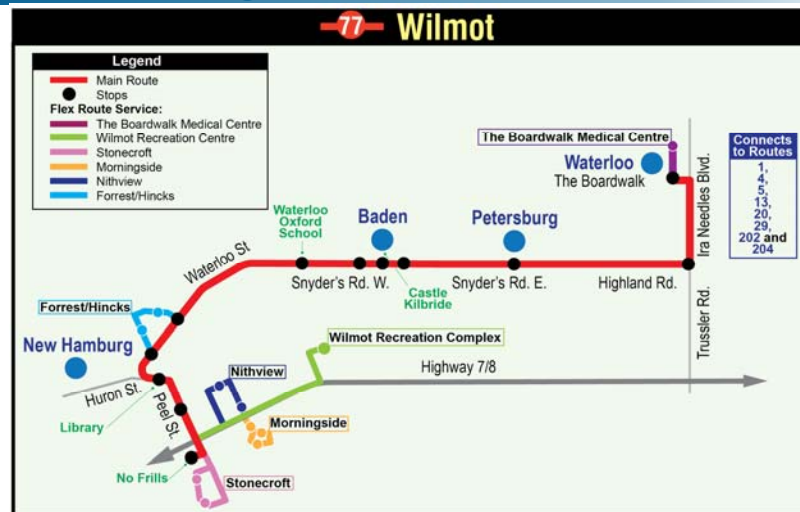 77 Wilmot
Legend
Main Route
Stops
Flex Route Service:
The Boardwalk Medical Centre
Wilmot Recreation Centre
Stonecroft
Morningside
Nithview
Forrest/Hincks
The Boardwalk Medical Centre
Waterloo
The Boardwalk
Ira Needles Blvd.
Connects
to Routes
1,
4,
5,
13,
20,
29,
202 and
204
Waterloo
Oxford
School
Baden
Petersburg
Waterloo St
Snyder's Rd. W.
Castle
Kilbride
Snyder's Rd. E.
Highland Rd.
Trussler Rd.
Forrest/Hincks
New Hamburg
Huron St.
Library
Peel St.
Nithview
Wilmot Recreation Complex
Highway 7/8
Morningside
No Frills
Stonecroft